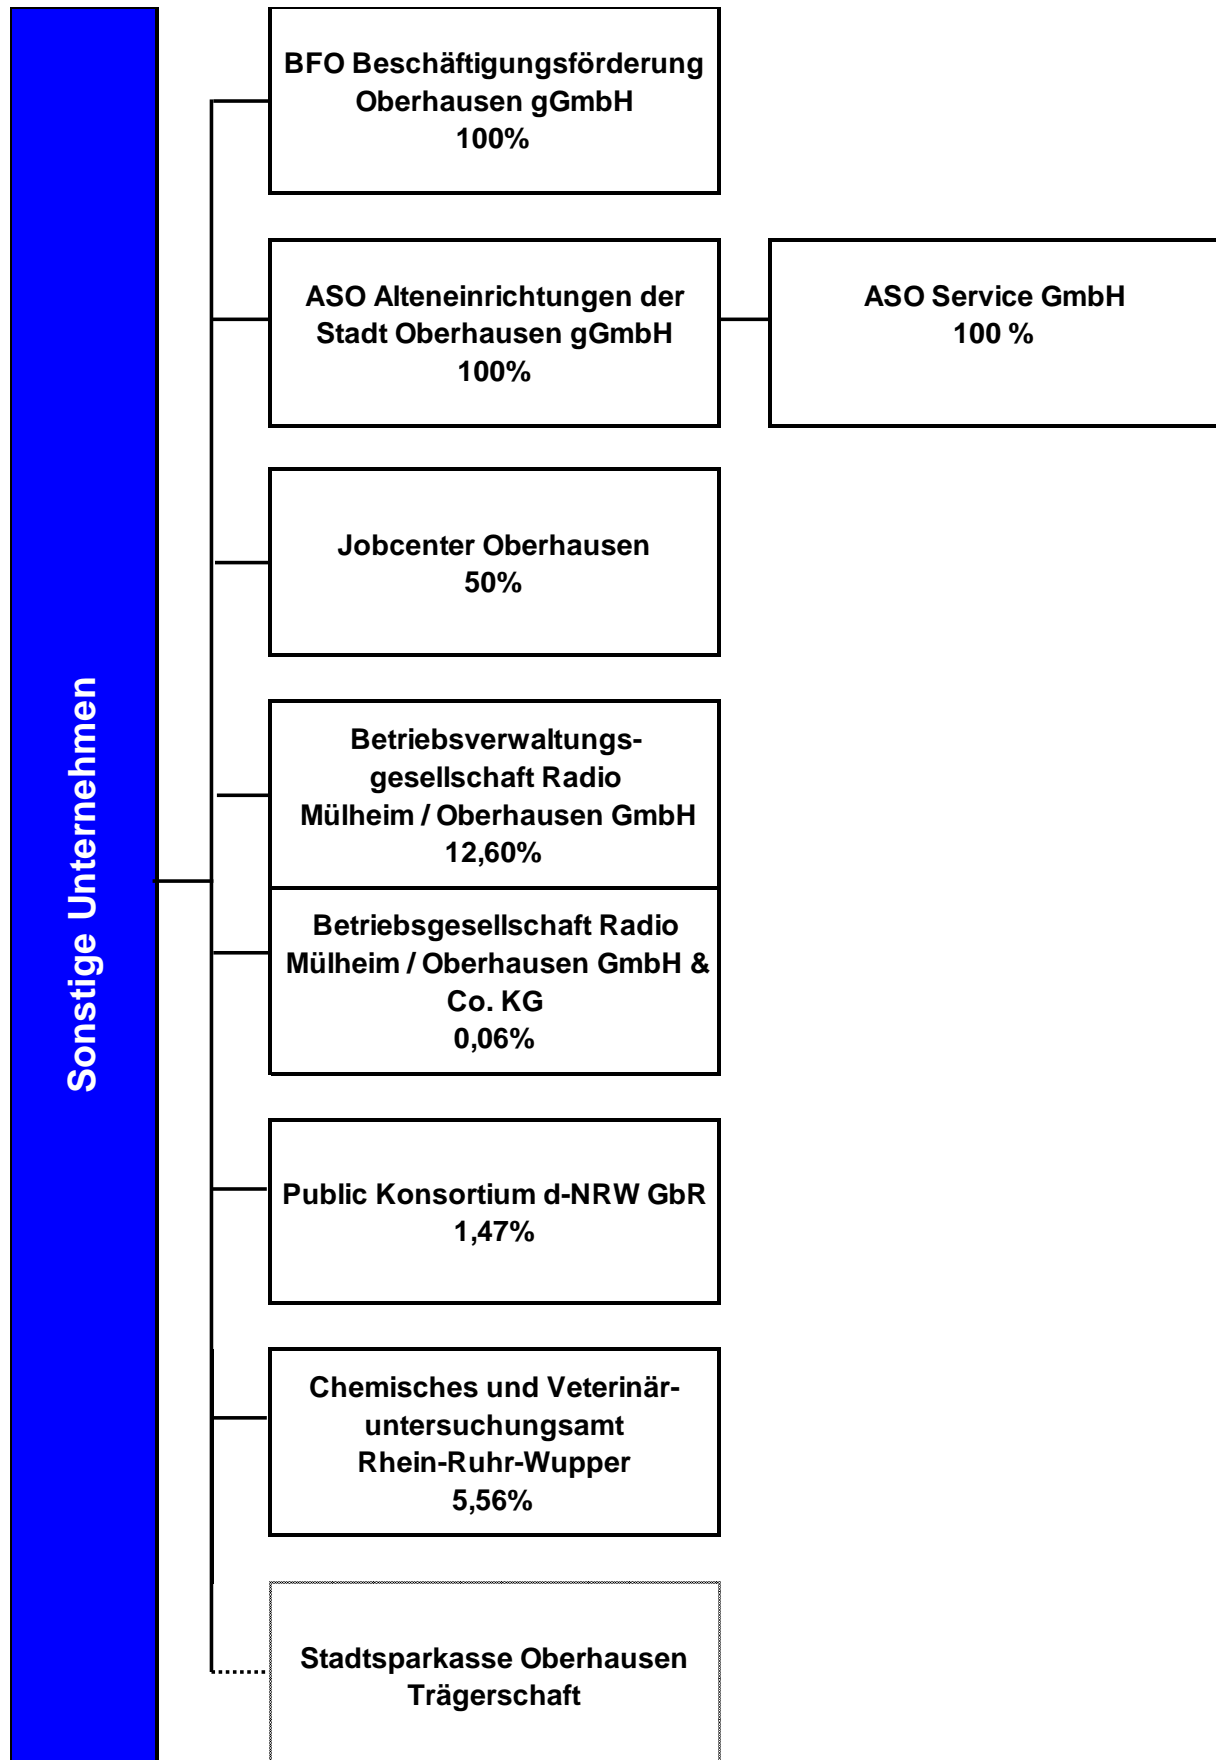 Sonstige Unternehmen
BFO Beschäftigungsförderung
Oberhausen gGmbH
100%
ASO Alteneinrichtungen der
Stadt Oberhausen gGmbH
100%
ASO Service GmbH
100 %
Jobcenter Oberhausen
50%
Betriebsverwaltungs-
gesellschaft Radio
Mülheim / Oberhausen GmbH
12,60%
Betriebsgesellschaft Radio
Mülheim / Oberhausen GmbH &
Co. KG
0,06%
Public Konsortium d-NRW GbR
1,47%
Chemisches und Veterinär-
untersuchungsamt
Rhein-Ruhr-Wupper
5,56%
Stadtsparkasse Oberhausen
Trägerschaft